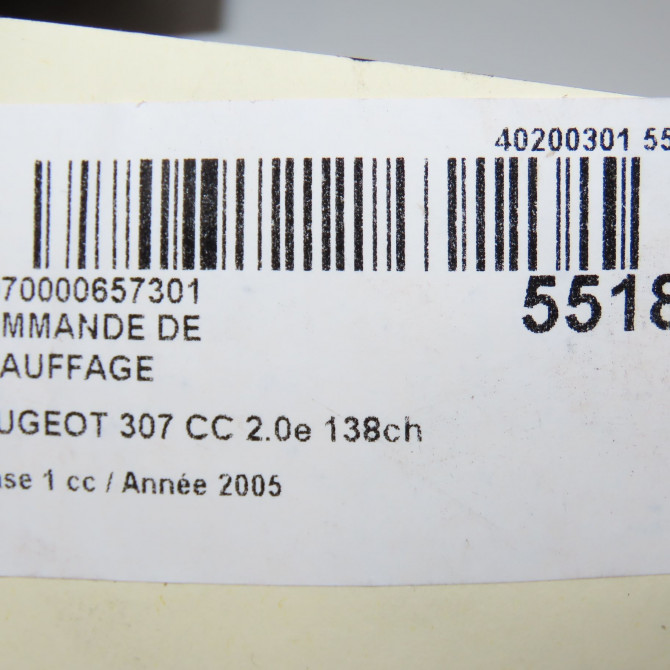 40200301 55
70000657301
5518
MMANDE DE
AUFFAGE
UGEOT 307 CC 2.0e 138ch
se 1 cc / Année 2005